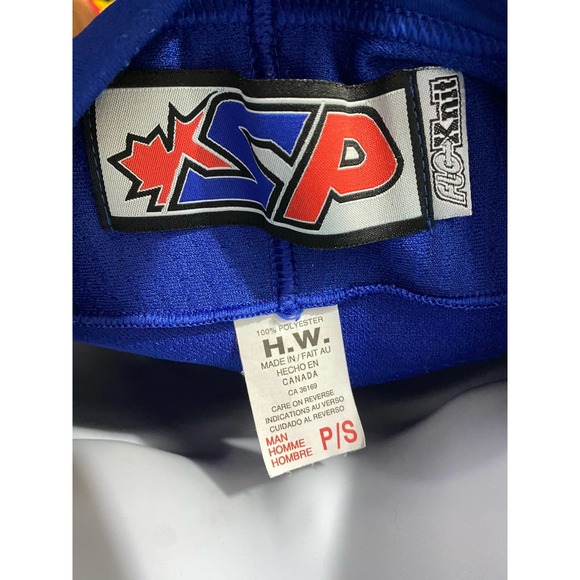 SP
FLO-Knit
100% POLYESTER
H.W.
MADE IN / FAIT AU
HECHO EN
CANADA
CA 36169
CARE ON REVERSE
INDICATIONS AU VERSO
CUIDADO AL REVERSO
MAN
HOMME
HOMBRE
P/S